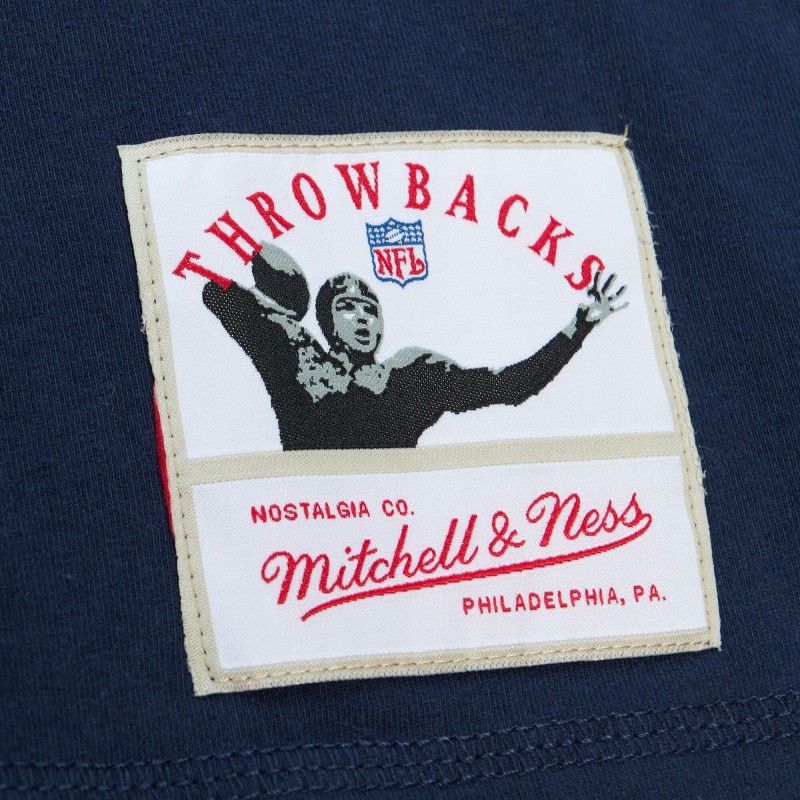 THROWBACKS
NFL
NOSTALGIA CO.
Mitchell & Ness
PHILADELPHIA, PA.